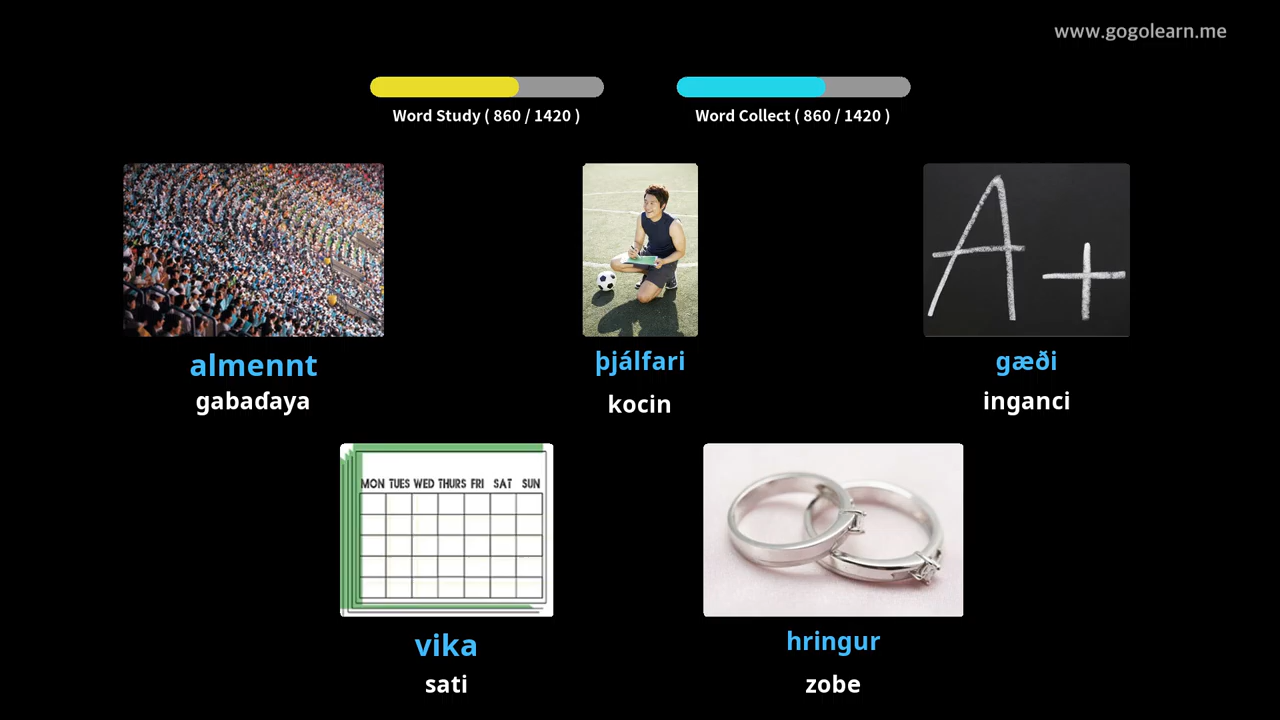 www.gogolearn.me
Word Study ( 860 / 1420 )
Word Collect ( 860 / 1420 )
A+
almennt
þjálfari
gæði
gabaɗaya
kocin
inganci
MON TUES WED THURS FRI SAT SUN
vika
hringur
sati
zobe